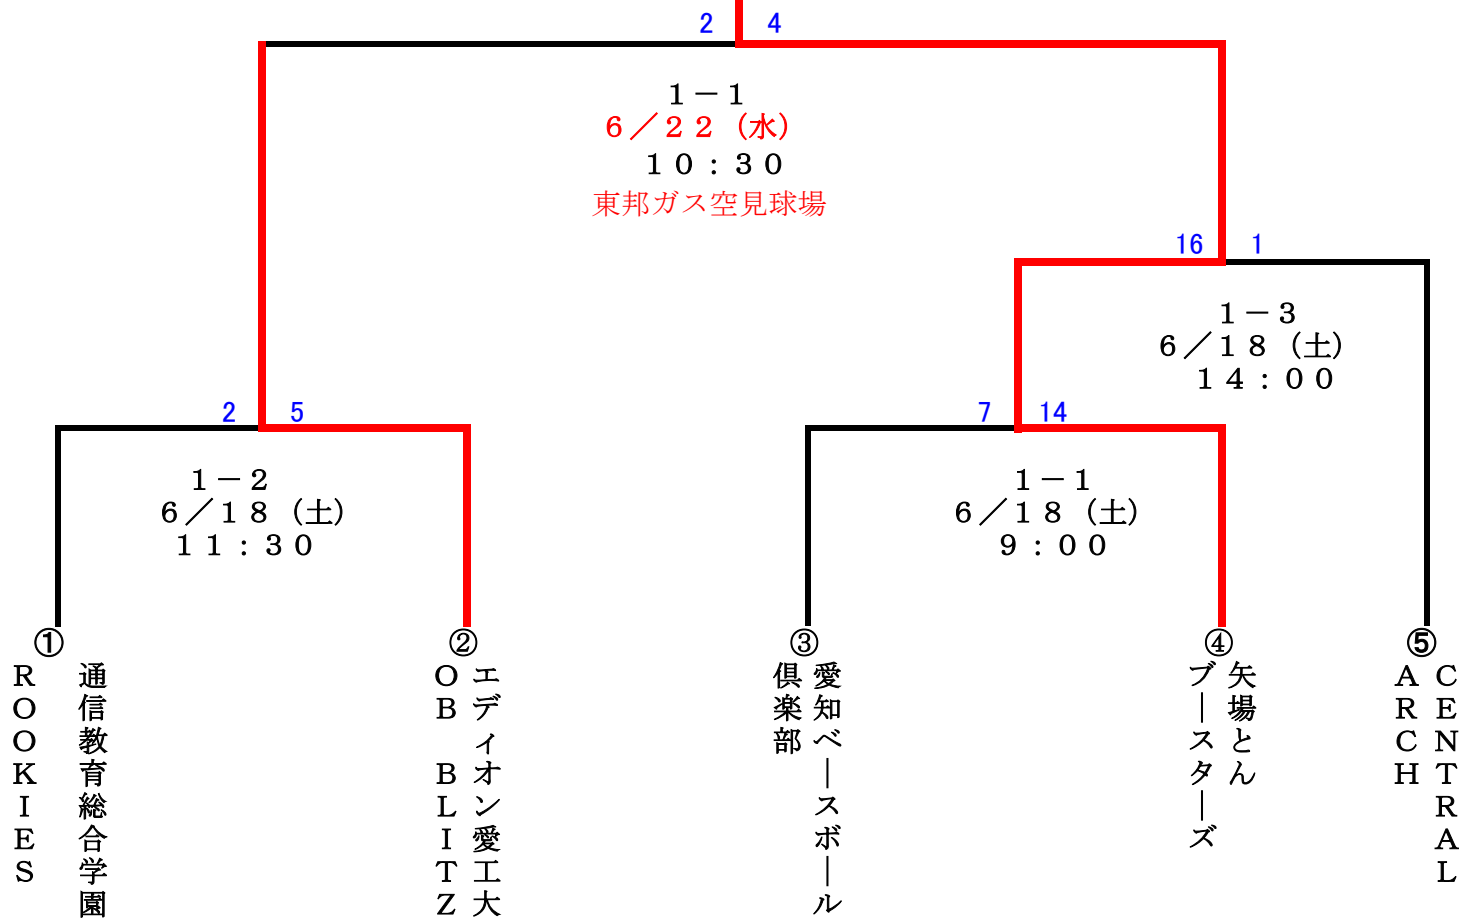 2 4
１－１
６／２２（水）
１０：３０
東邦ガス空見球場
16 1
１－３
６／１８（土）
１４：００
2 5
7 14
１－２
６／１８（土）
１１：３０
１－１
６／１８（土）
９：００
①
②
③
④
⑤
通信教育総合学園
ＲＯＯＫＩＥＳ
エディオン愛工大
ＯＢ　ＢＬＩＴＺ
愛知ベースボール
倶楽部
矢場とん
ブースターズ
ＣＥＮＴＲＡＬ
ＡＲＣＨ